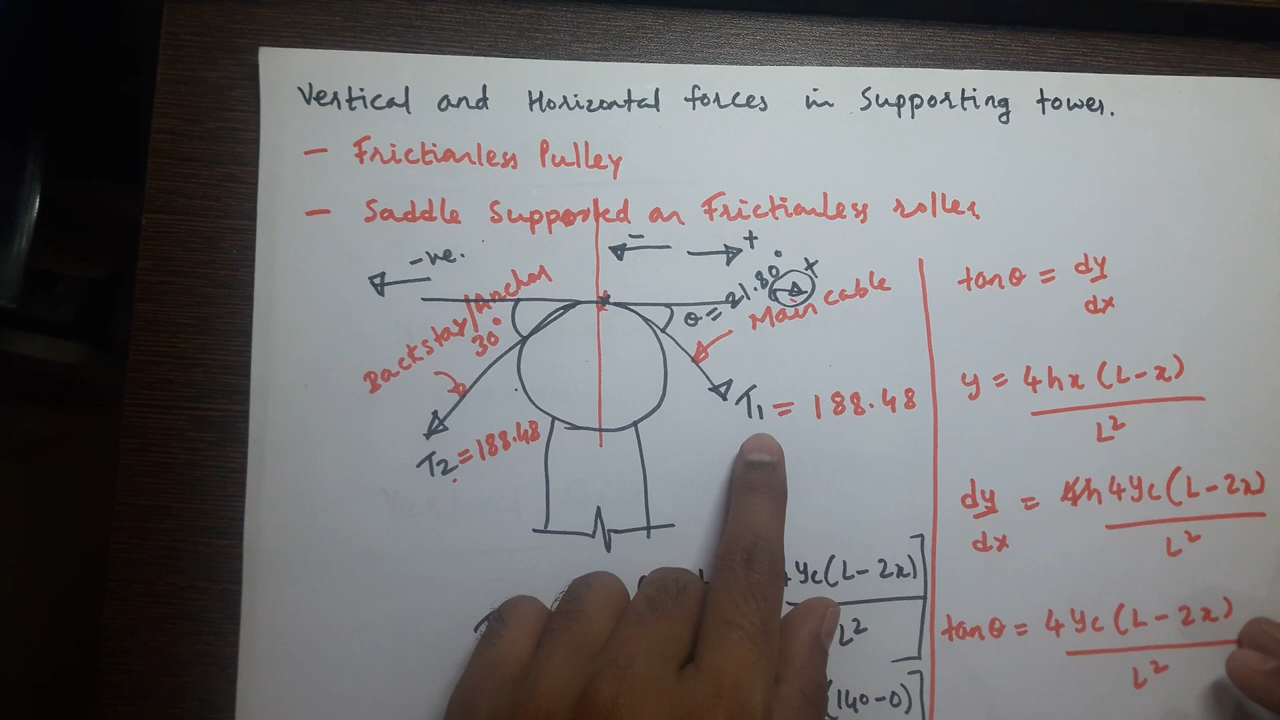 Vertical and Horizontal forces in Supporting tower.
- Frictionless Pulley
- Saddle Supported on Frictionless roller
-ve.
- +
+
Backstay/Anchor
30°
θ = 21.80°
Main cable
T1 = 188.48
T2 = 188.48
4yc(L-2x)
L²
(140-0)
tanθ = dy
dx
y = 4hx(L-x)
L²
dy = 4yc(L-2x)
dx L²
tanθ = 4yc(L-2x)
L²